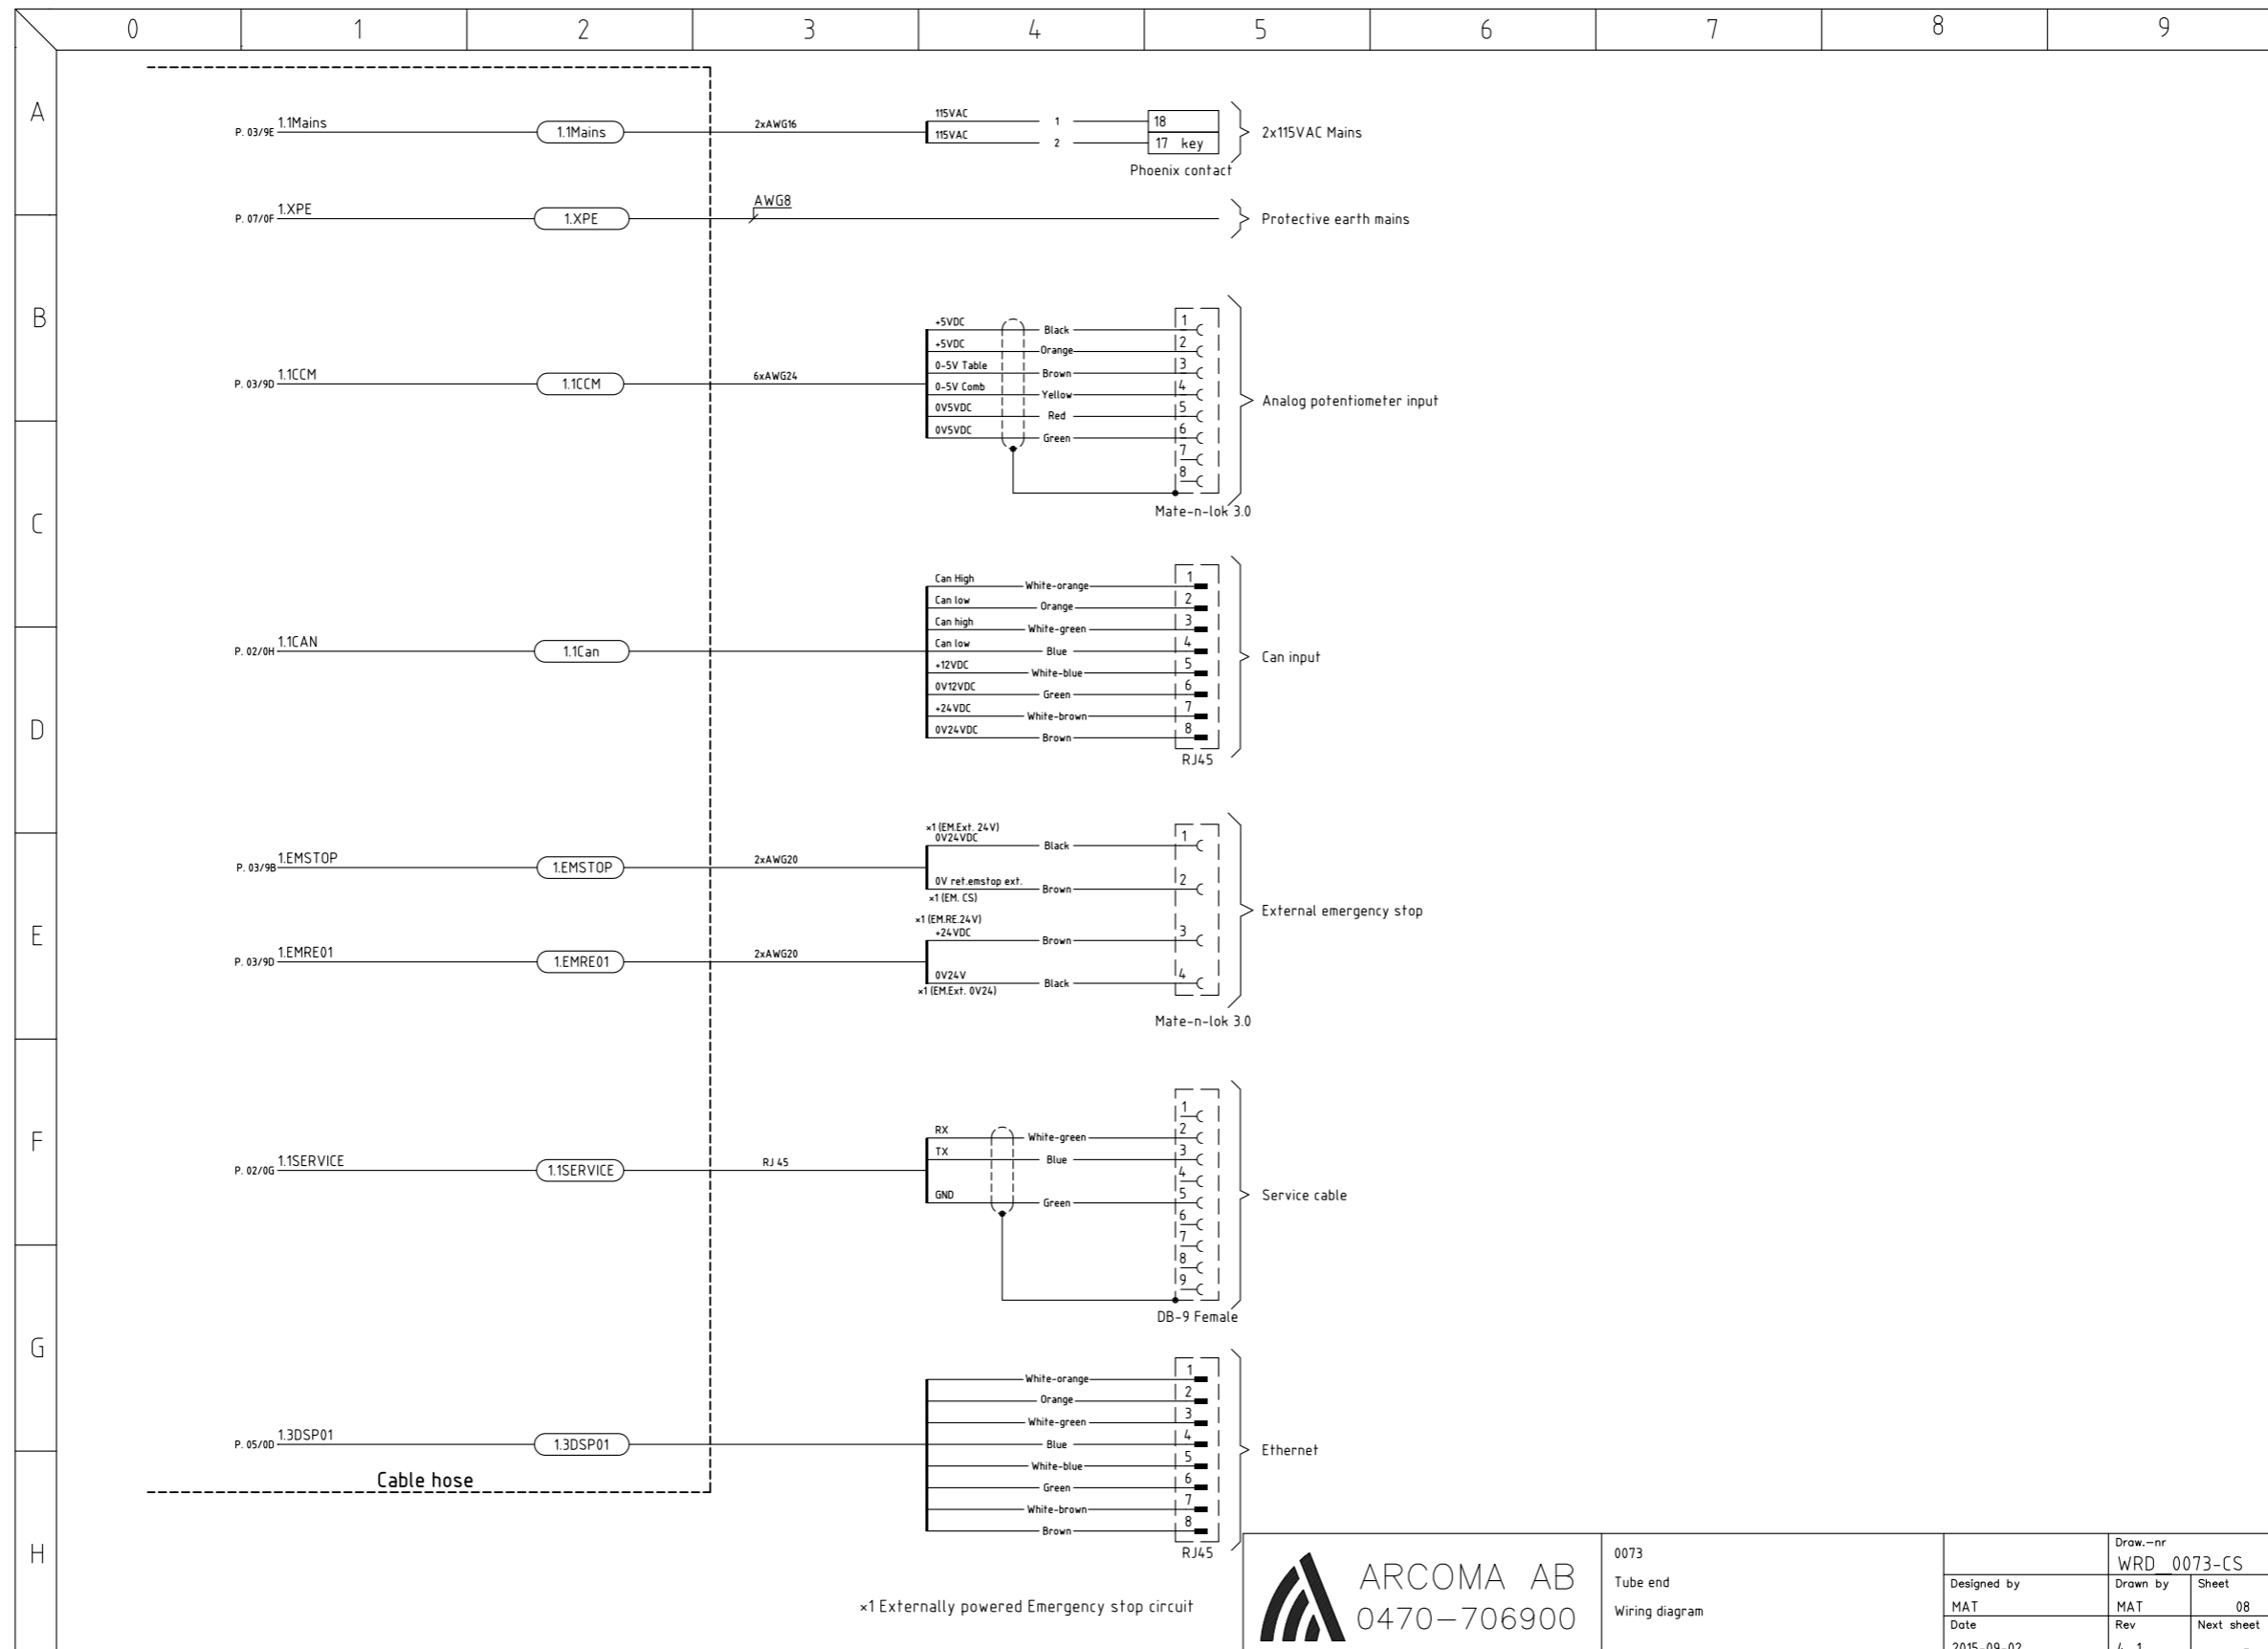 0 1 2 3 4 5 6 7 8 9
A
P. 03/9E 1.1Mains 1.1Mains 2xAWG16
115VAC 1 18
115VAC 2 17 key
2x115VAC Mains
Phoenix contact
P. 07/0F 1.XPE 1.XPE AWG8 Protective earth mains
B
P. 03/9D 1.1CCM 1.1CCM 6xAWG24
+5VDC Black 1
+5VDC Orange 2
0-5V Table Brown 3
0-5V Comb Yellow 4
0V5VDC Red 5
0V5VDC Green 6
7
8
Analog potentiometer input
Mate-n-lok 3.0
C
P. 02/0H 1.1CAN 1.1Can
Can High White-orange 1
Can low Orange 2
Can high White-green 3
Can low Blue 4
+12VDC White-blue 5
0V12VDC Green 6
+24VDC White-brown 7
0V24VDC Brown 8
Can input
RJ45
D
P. 03/9B 1.EMSTOP 1.EMSTOP 2xAWG20
×1 (EM.Ext. 24V)
0V24VDC Black 1
0V ret.emstop ext. Brown 2
×1 (EM. CS)
E
P. 03/9D 1.EMRE01 1.EMRE01 2xAWG20
×1 (EM.RE.24V)
+24VDC Brown 3
0V24V Black 4
×1 (EM.Ext. 0V24)
External emergency stop
Mate-n-lok 3.0
F
P. 02/0G 1.1SERVICE 1.1SERVICE RJ 45
1
RX White-green 2
TX Blue 3
4
GND Green 5
6
7
8
9
Service cable
DB-9 Female
G
P. 05/0D 1.3DSP01 1.3DSP01
White-orange 1
Orange 2
White-green 3
Blue 4
White-blue 5
Green 6
White-brown 7
Brown 8
Ethernet
RJ45
Cable hose
H
×1 Externally powered Emergency stop circuit
ARCOMA AB
0470-706900
0073
Tube end
Wiring diagram
Draw.-nr
WRD_0073-CS
Designed by Drawn by Sheet
MAT MAT 08
Date Rev Next sheet
2015-09-02 4.1 -